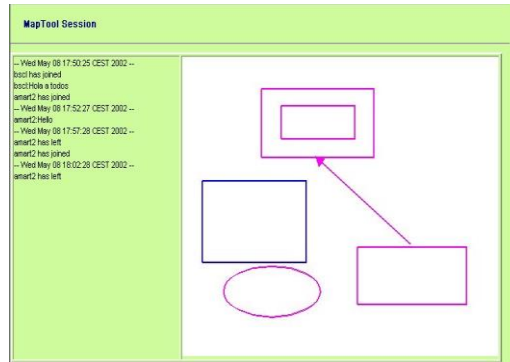 MapTool Session
-- Wed May 08 17:50:25 CEST 2002 --
bscl has joined
bscl:Hola a todos
amart2 has joined
-- Wed May 08 17:52:27 CEST 2002 --
amart2:Hello
-- Wed May 08 17:57:28 CEST 2002 --
amart2 has left
amart2 has joined
-- Wed May 08 18:02:28 CEST 2002 --
amart2 has left